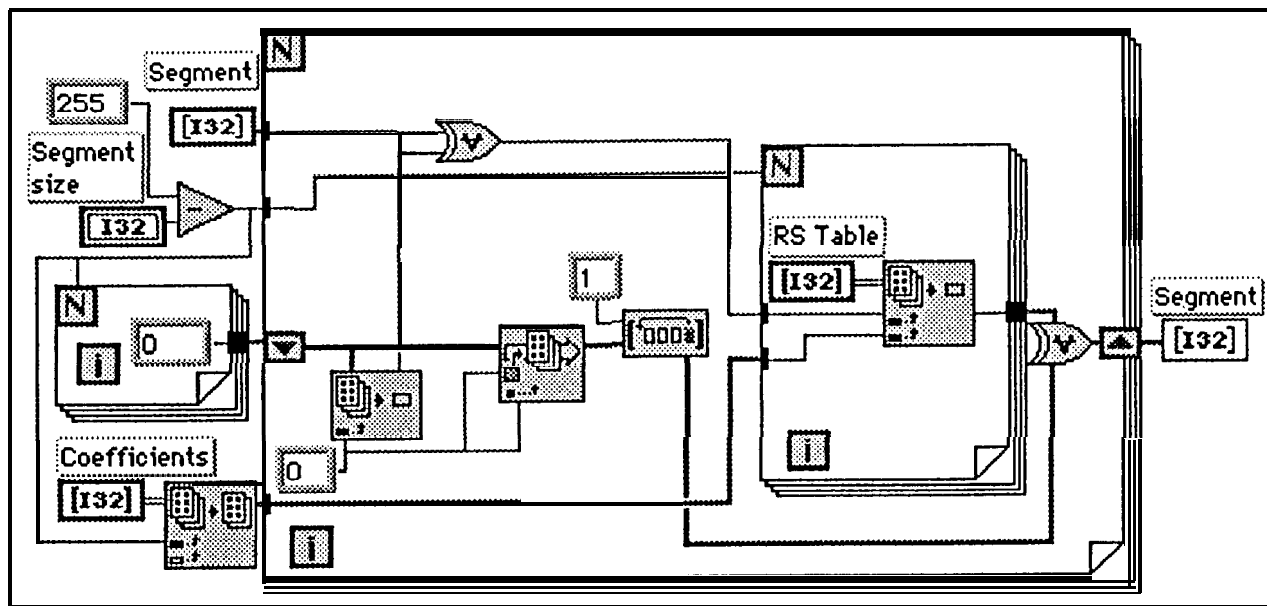 N
Segment
255
[I32]
Segment
size
N
I32
RS Table
[I32]
1
Segment
[I32]
N
0
i
Coefficients
0
[I32]
i
i